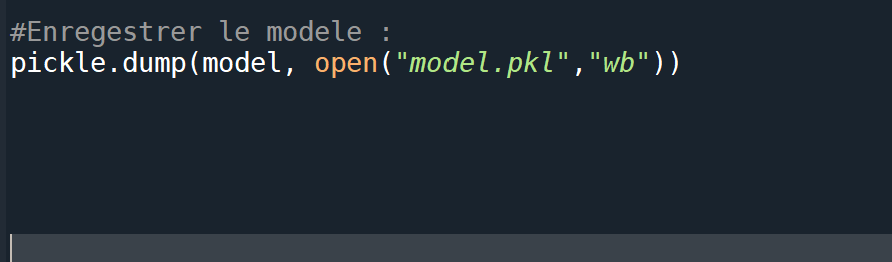 #Enregestrer le modele :
pickle.dump(model, open("model.pkl","wb"))